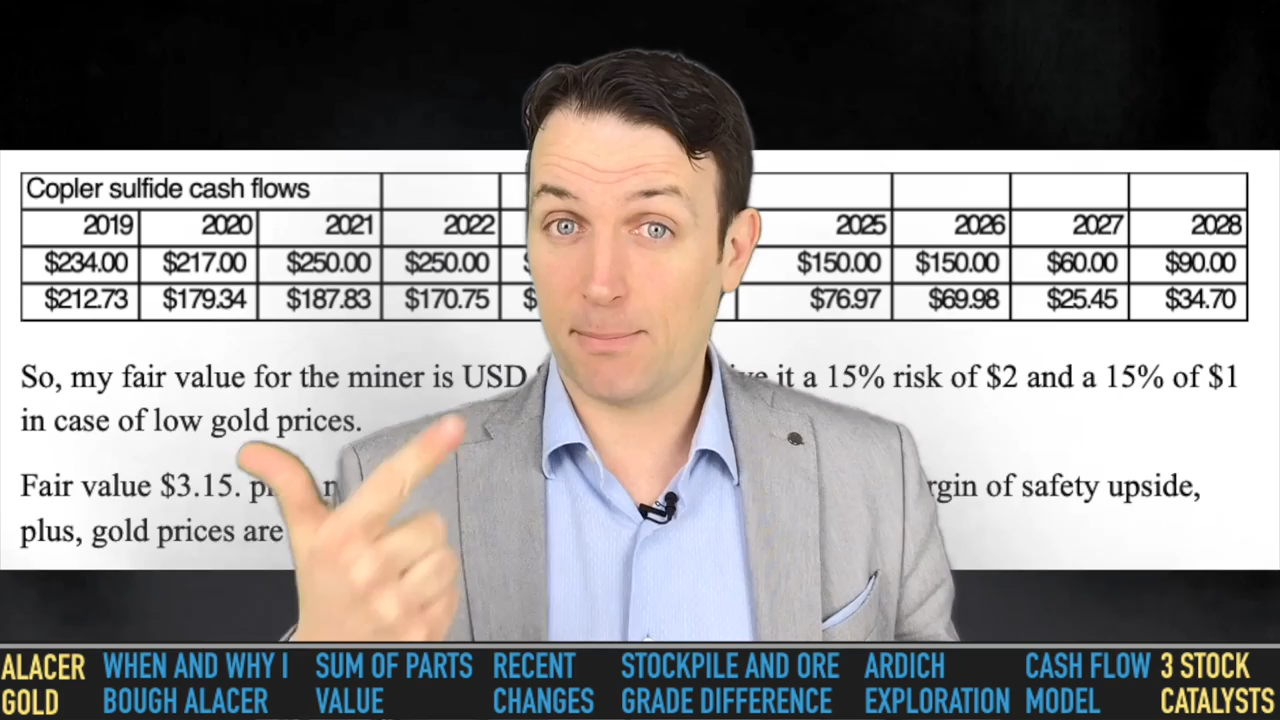 Copler sulfide cash flows
2019 2020 2021 2022 2025 2026 2027 2028
$234.00 $217.00 $250.00 $250.00 $150.00 $150.00 $60.00 $90.00
$212.73 $179.34 $187.83 $170.75 $76.97 $69.98 $25.45 $34.70
So, my fair value for the miner is USD it a 15% risk of $2 and a 15% of $1
in case of low gold prices.
Fair value $3.15. of safety upside,
plus, gold prices are
ALACER GOLD
WHEN AND WHY I BOUGH ALACER
SUM OF PARTS VALUE
RECENT CHANGES
STOCKPILE AND ORE GRADE DIFFERENCE
ARDICH EXPLORATION
CASH FLOW MODEL
3 STOCK CATALYSTS